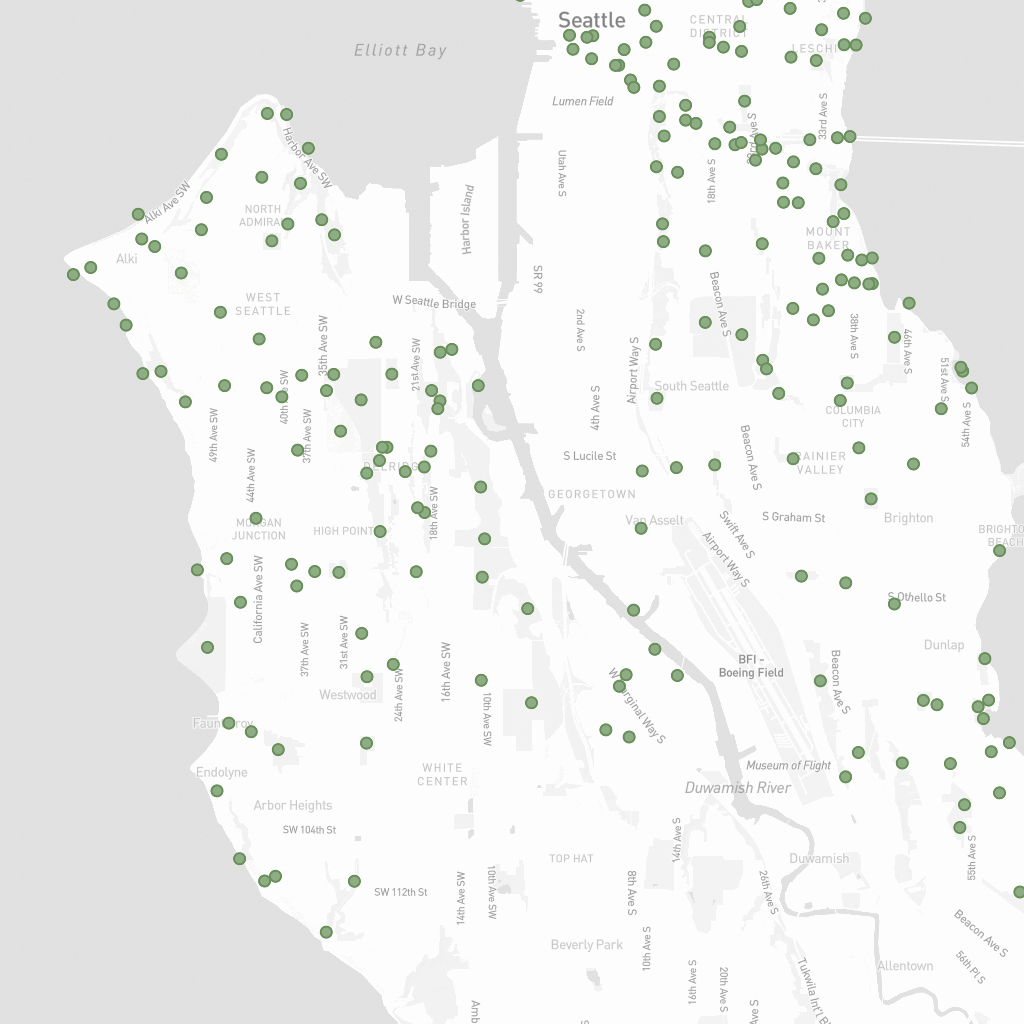 Seattle
CENTRAL
DISTRICT
LESCHI
Elliott Bay
Lumen Field
33rd Ave S
Harbor Ave SW
Utah Ave S
18th Ave S
Alki Ave SW
NORTH
ADMIRAL
Harbor Island
MOUNT
BAKER
Alki
SR 99
WEST
SEATTLE
W Seattle Bridge
Beacon Ave S
2nd Ave S
38th Ave S
46th Ave S
35th Ave SW
21st Ave SW
Airport Way S
51st Ave S
40th Ave SW
South Seattle
4th Ave S
COLUMBIA
CITY
54th Ave S
49th Ave SW
37th Ave SW
S Lucile St
Beacon Ave S
RAINIER
VALLEY
44th Ave SW
GEORGETOWN
18th Ave SW
MORGAN
JUNCTION
HIGH POINT
Van Asselt
Swift Ave S
S Graham St
Brighton
BRIGHTON
BEACH
Airport Way S
California Ave SW
S Othello St
37th Ave SW
31st Ave SW
16th Ave SW
Dunlap
BFI -
Boeing Field
Beacon Ave S
Westwood
24th Ave SW
10th Ave SW
W Marginal Way S
Fauntleroy
Endolyne
WHITE
CENTER
Museum of Flight
Duwamish River
Arbor Heights
SW 104th St
14th Ave S
55th Ave S
TOP HAT
Duwamish
SW 112th St
14th Ave SW
10th Ave SW
8th Ave S
26th Ave S
Beacon Ave S
Beverly Park
10th Ave S
56th Pl S
Allentown
16th Ave S
20th Ave S
Tukwila Int'l Bl
Amb
Ave S